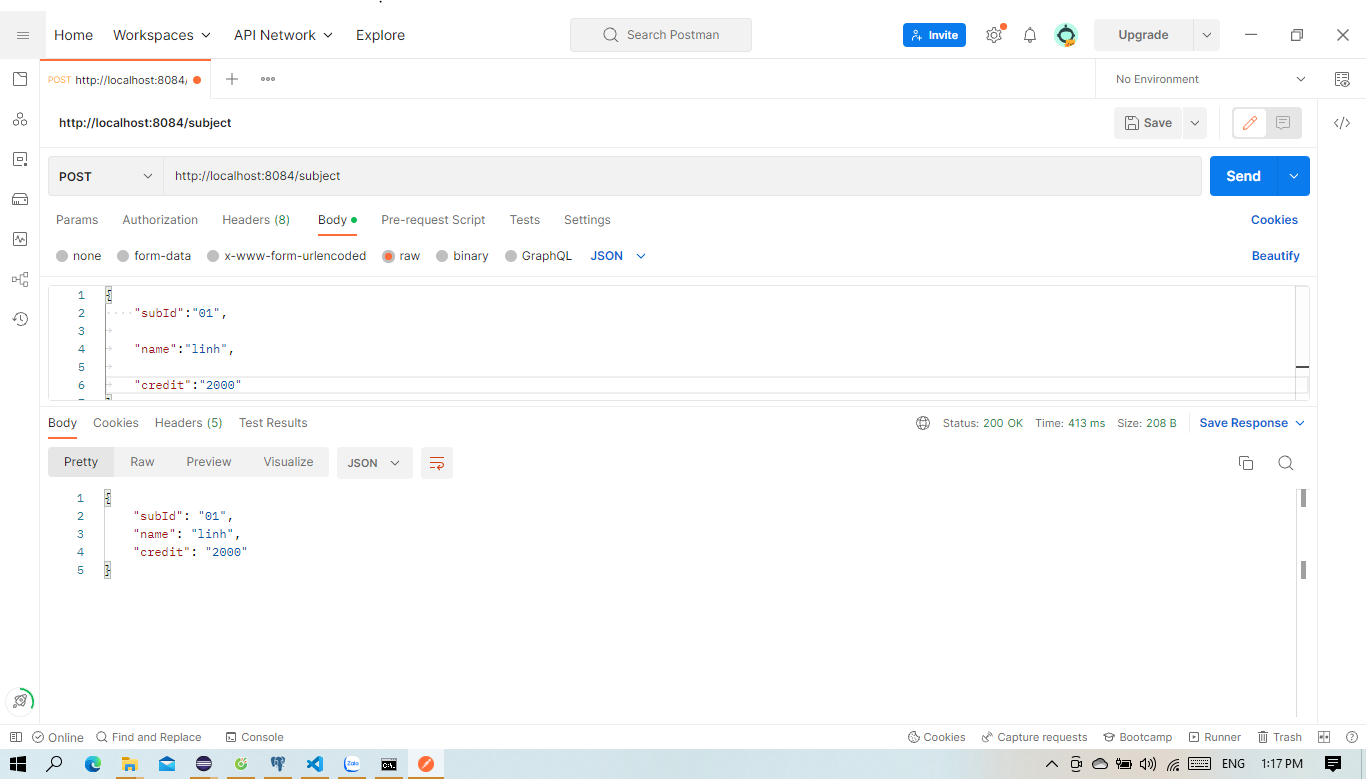 Home Workspaces API Network Explore Search Postman Invite Upgrade
POST http://localhost:8084/ No Environment
http://localhost:8084/subject Save
POST http://localhost:8084/subject Send
Params Authorization Headers (8) Body Pre-request Script Tests Settings Cookies
none form-data x-www-form-urlencoded raw binary GraphQL JSON Beautify
1 {
2 "subId":"01",
3
4 "name":"linh",
5
6 "credit":"2000"
Body Cookies Headers (5) Test Results Status: 200 OK Time: 413 ms Size: 208 B Save Response
Pretty Raw Preview Visualize JSON
1 {
2 "subId": "01",
3 "name": "linh",
4 "credit": "2000"
5 }
Online Find and Replace Console Cookies Capture requests Bootcamp Runner Trash
Zalo C:\ ENG 1:17 PM